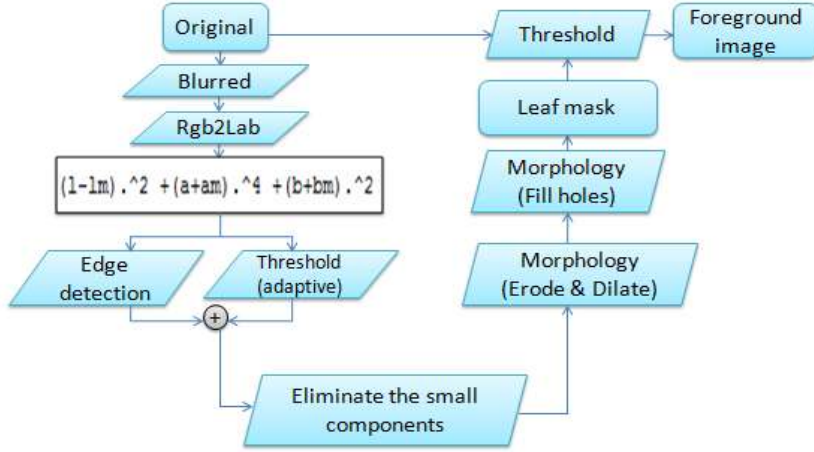 Original
Blurred
Rgb2Lab
(l-lm).^2 +(a+am).^4 +(b+bm).^2
Edge
detection
Threshold
(adaptive)
+
Eliminate the small
components
Morphology
(Erode & Dilate)
Morphology
(Fill holes)
Leaf mask
Threshold
Foreground
image